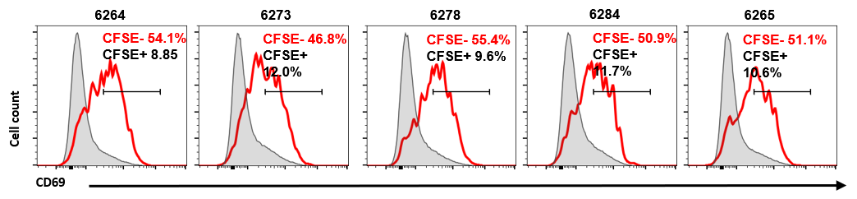 6264 6273 6278 6284 6265
CFSE- 54.1%
CFSE+ 8.85
CFSE- 46.8%
CFSE+
12.0%
CFSE- 55.4%
CFSE+ 9.6%
CFSE- 50.9%
CFSE+
11.7%
CFSE- 51.1%
CFSE+
10.6%
Cell count
CD69